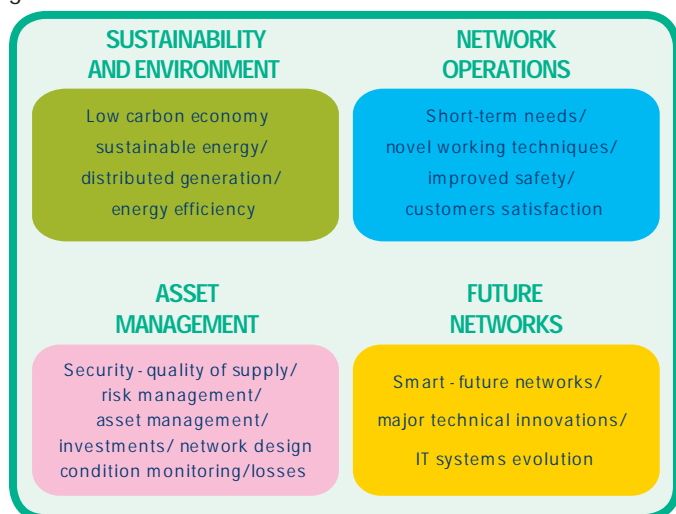 SUSTAINABILITY
AND ENVIRONMENT
Low carbon economy
sustainable energy/
distributed generation/
energy efficiency
NETWORK
OPERATIONS
Short-term needs/
novel working techniques/
improved safety/
customers satisfaction
ASSET
MANAGEMENT
Security - quality of supply/
risk management/
asset management/
investments/ network design
condition monitoring/losses
FUTURE
NETWORKS
Smart - future networks/
major technical innovations/
IT systems evolution